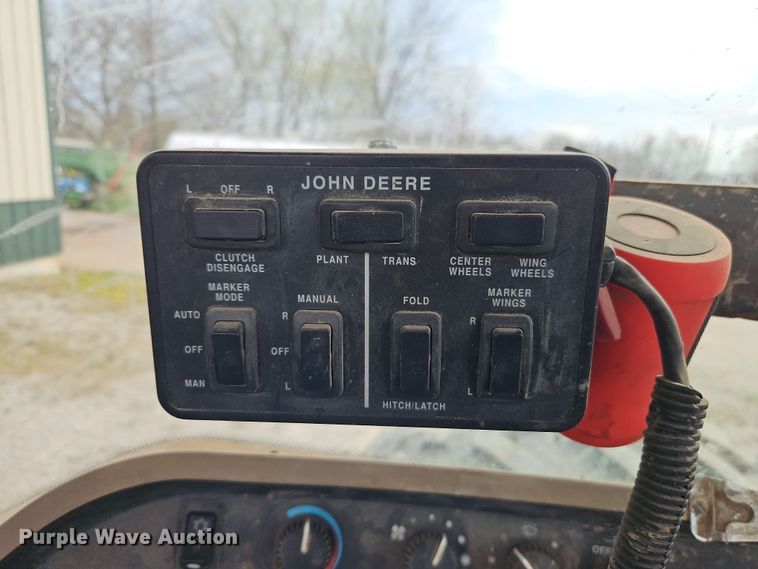 JOHN DEERE
L OFF R
CLUTCH
DISENGAGE
PLANT TRANS
CENTER
WHEELS
WING
WHEELS
MARKER
MODE
AUTO
OFF
MAN
MANUAL
R
OFF
L
FOLD
HITCH/LATCH
MARKER
WINGS
R
L
OFF
Purple Wave Auction®